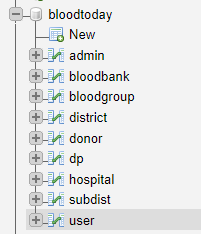 bloodtoday
New
admin
bloodbank
bloodgroup
district
donor
dp
hospital
subdist
user